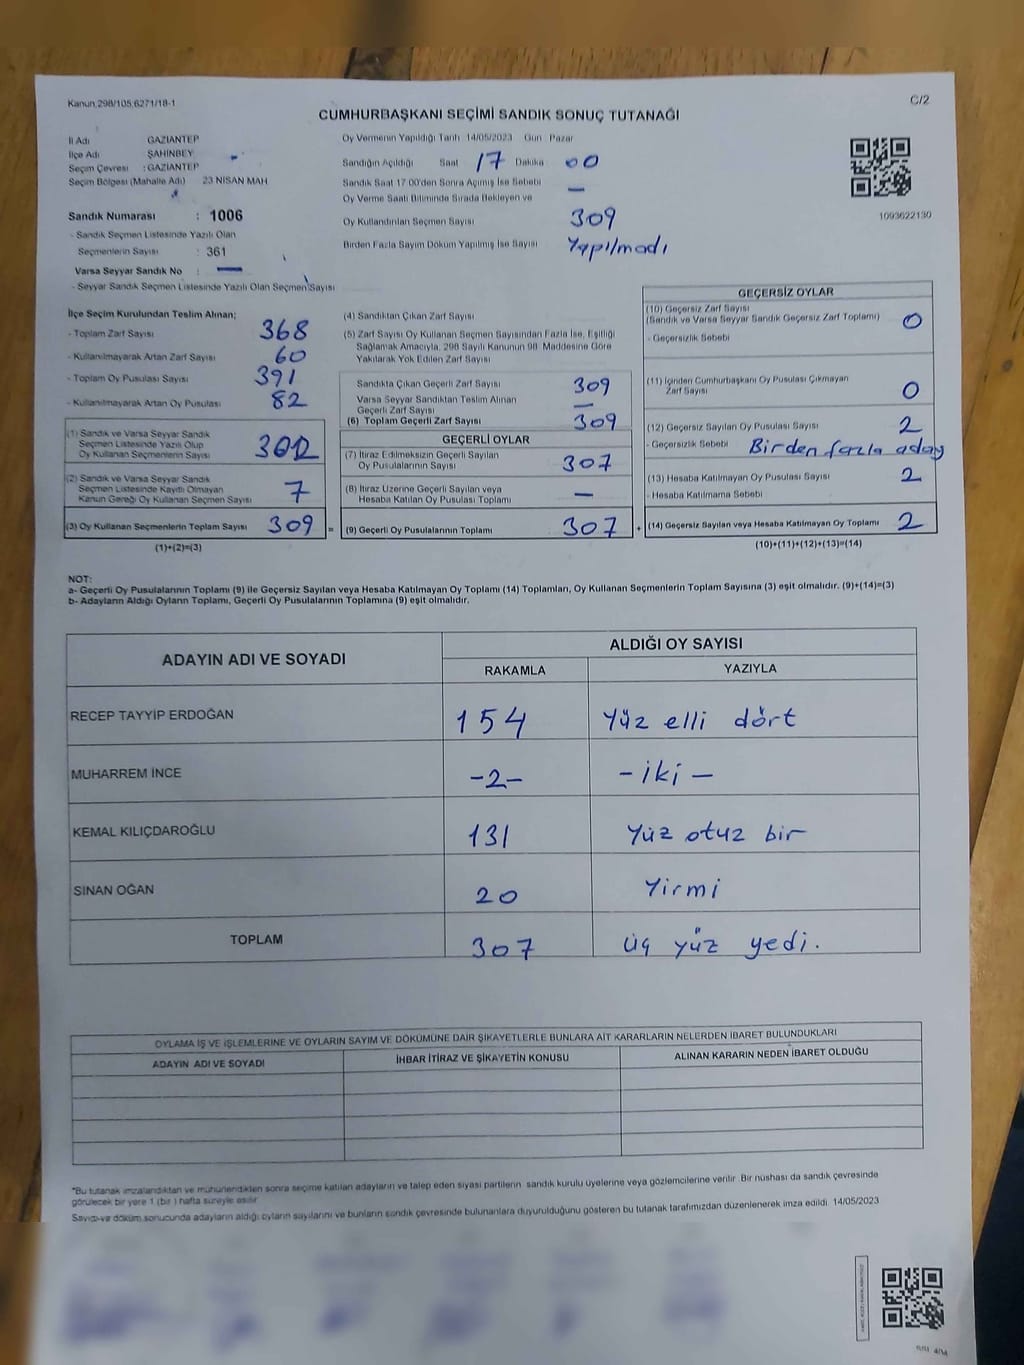 Kanun,298/105,6271/18-1
C/2
CUMHURBAŞKANI SEÇİMİ SANDIK SONUÇ TUTANAĞI
İl Adı GAZİANTEP
İlçe Adı ŞAHİNBEY
Seçim Çevresi : GAZİANTEP
Seçim Bölgesi (Mahalle Adı) 23 NİSAN MAH
Sandık Numarası : 1006
- Sandık Seçmen Listesinde Yazılı Olan
Seçmenlerin Sayısı : 361
Varsa Seyyar Sandık No : —
- Seyyar Sandık Seçmen Listesinde Yazılı Olan Seçmen Sayısı
Oy Vermenin Yapıldığı Tarih 14/05/2023 Gün : Pazar
Sandığın Açıldığı Saat 17 Dakika 00
Sandık Saat 17:00'den Sonra Açılmış İse Sebebi —
Oy Verme Saati Bitiminde Sırada Bekleyen ve
Oy Kullandırılan Seçmen Sayısı 309
Birden Fazla Sayım Döküm Yapılmış İse Sayısı Yapılmadı
1093622130
İlçe Seçim Kurulundan Teslim Alınan;
- Toplam Zarf Sayısı 368
- Kullanılmayarak Artan Zarf Sayısı 60
- Toplam Oy Pusulası Sayısı 391
- Kullanılmayarak Artan Oy Pusulası 82
(1) Sandık ve Varsa Seyyar Sandık
Seçmen Listesinde Yazılı Olup
Oy Kullanan Seçmenlerin Sayısı 302
(2) Sandık ve Varsa Seyyar Sandık
Seçmen Listesinde Kayıtlı Olmayan
Kanun Gereği Oy Kullanan Seçmen Sayısı 7
(3) Oy Kullanan Seçmenlerin Toplam Sayısı 309 =
(1)+(2)=(3)
(4) Sandıktan Çıkan Zarf Sayısı
(5) Zarf Sayısı Oy Kullanan Seçmen Sayısından Fazla İse, Eşitliği
Sağlamak Amacıyla, 298 Sayılı Kanunun 98. Maddesine Göre
Yakılarak Yok Edilen Zarf Sayısı
Sandıkta Çıkan Geçerli Zarf Sayısı 309
Varsa Seyyar Sandıktan Teslim Alınan
Geçerli Zarf Sayısı —
(6) Toplam Geçerli Zarf Sayısı 309
GEÇERLİ OYLAR
(7) İtiraz Edilmeksizin Geçerli Sayılan
Oy Pusulalarının Sayısı 307
(8) İtiraz Üzerine Geçerli Sayılan veya
Hesaba Katılan Oy Pusulası Toplamı —
(9) Geçerli Oy Pusulalarının Toplamı 307 +
GEÇERSİZ OYLAR
(10) Geçersiz Zarf Sayısı
(Sandık ve Varsa Seyyar Sandık Geçersiz Zarf Toplamı) 0
- Geçersizlik Sebebi
(11) İçinden Cumhurbaşkanı Oy Pusulası Çıkmayan
Zarf Sayısı 0
(12) Geçersiz Sayılan Oy Pusulası Sayısı 2
- Geçersizlik Sebebi Birden fazla aday
(13) Hesaba Katılmayan Oy Pusulası Sayısı 2
- Hesaba Katılmama Sebebi
(14) Geçersiz Sayılan veya Hesaba Katılmayan Oy Toplamı 2
(10)+(11)+(12)+(13)=(14)
NOT:
a- Geçerli Oy Pusulalarının Toplamı (9) ile Geçersiz Sayılan veya Hesaba Katılmayan Oy Toplamı (14) Toplamları, Oy Kullanan Seçmenlerin Toplam Sayısına (3) eşit olmalıdır. (9)+(14)=(3)
b- Adayların Aldığı Oyların Toplamı, Geçerli Oy Pusulalarının Toplamına (9) eşit olmalıdır.
ADAYIN ADI VE SOYADI ALDIĞI OY SAYISI
RAKAMLA YAZIYLA
RECEP TAYYİP ERDOĞAN 154 Yüz elli dört
MUHARREM İNCE -2- - iki -
KEMAL KILIÇDAROĞLU 131 Yüz otuz bir
SİNAN OĞAN 20 Yirmi
TOPLAM 307 üç yüz yedi.
OYLAMA İŞ VE İŞLEMLERİNE VE OYLARIN SAYIM VE DÖKÜMÜNE DAİR ŞİKAYETLERLE BUNLARA AİT KARARLARIN NELERDEN İBARET BULUNDUKLARI
ADAYIN ADI VE SOYADI İHBAR İTİRAZ VE ŞİKAYETİN KONUSU ALINAN KARARIN NEDEN İBARET OLDUĞU
*Bu tutanak imzalandıktan ve mühürlendikten sonra seçime katılan adayların ve talep eden siyasi partilerin sandık kurulu üyelerine veya gözlemcilerine verilir. Bir nüshası da sandık çevresinde
görülecek bir yere 1 (bir) hafta süreyle asılır.
Sayım ve döküm sonucunda adayların aldığı oyların sayılarını ve bunların sandık çevresinde bulunanlara duyurulduğunu gösteren bu tutanak tarafımızdan düzenlenerek imza edildi. 14/05/2023